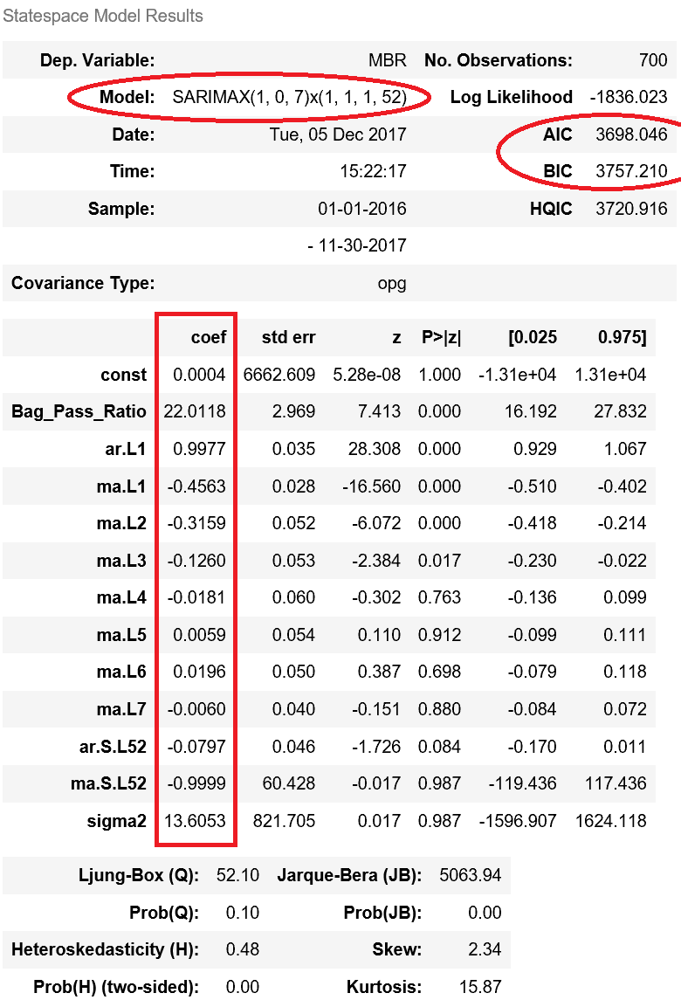 Statespace Model Results
Dep. Variable: MBR No. Observations: 700
Model: SARIMAX(1, 0, 7)x(1, 1, 1, 52) Log Likelihood -1836.023
Date: Tue, 05 Dec 2017 AIC 3698.046
Time: 15:22:17 BIC 3757.210
Sample: 01-01-2016 HQIC 3720.916
- 11-30-2017
Covariance Type: opg
coef std err z P>|z| [0.025 0.975]
const 0.0004 6662.609 5.28e-08 1.000 -1.31e+04 1.31e+04
Bag_Pass_Ratio 22.0118 2.969 7.413 0.000 16.192 27.832
ar.L1 0.9977 0.035 28.308 0.000 0.929 1.067
ma.L1 -0.4563 0.028 -16.560 0.000 -0.510 -0.402
ma.L2 -0.3159 0.052 -6.072 0.000 -0.418 -0.214
ma.L3 -0.1260 0.053 -2.384 0.017 -0.230 -0.022
ma.L4 -0.0181 0.060 -0.302 0.763 -0.136 0.099
ma.L5 0.0059 0.054 0.110 0.912 -0.099 0.111
ma.L6 0.0196 0.050 0.387 0.698 -0.079 0.118
ma.L7 -0.0060 0.040 -0.151 0.880 -0.084 0.072
ar.S.L52 -0.0797 0.046 -1.726 0.084 -0.170 0.011
ma.S.L52 -0.9999 60.428 -0.017 0.987 -119.436 117.436
sigma2 13.6053 821.705 0.017 0.987 -1596.907 1624.118
Ljung-Box (Q): 52.10 Jarque-Bera (JB): 5063.94
Prob(Q): 0.10 Prob(JB): 0.00
Heteroskedasticity (H): 0.48 Skew: 2.34
Prob(H) (two-sided): 0.00 Kurtosis: 15.87